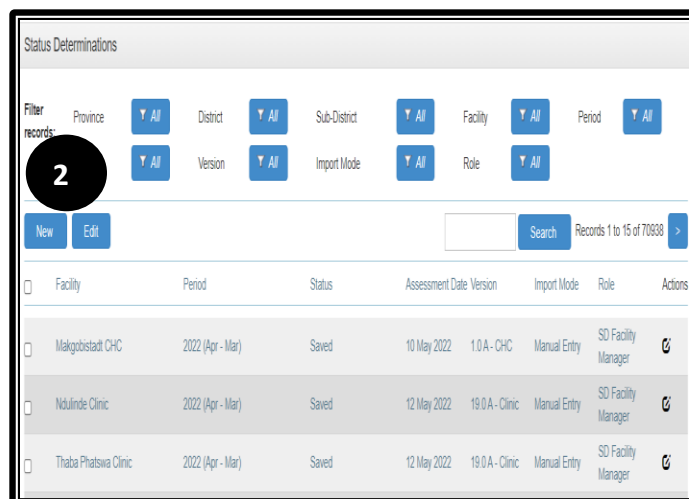 Status Determinations
Filter records: Province All District All Sub-District All Facility All Period All
2 All Version All Import Mode All Role All
New Edit Search Records 1 to 15 of 70938 >
Facility Period Status Assessment Date Version Import Mode Role Actions
Makgobistadt CHC 2022 (Apr - Mar) Saved 10 May 2022 1.0 A - CHC Manual Entry SD Facility Manager
Ndulinde Clinic 2022 (Apr - Mar) Saved 12 May 2022 19.0 A - Clinic Manual Entry SD Facility Manager
Thaba Phatswa Clinic 2022 (Apr - Mar) Saved 12 May 2022 19.0 A - Clinic Manual Entry SD Facility Manager